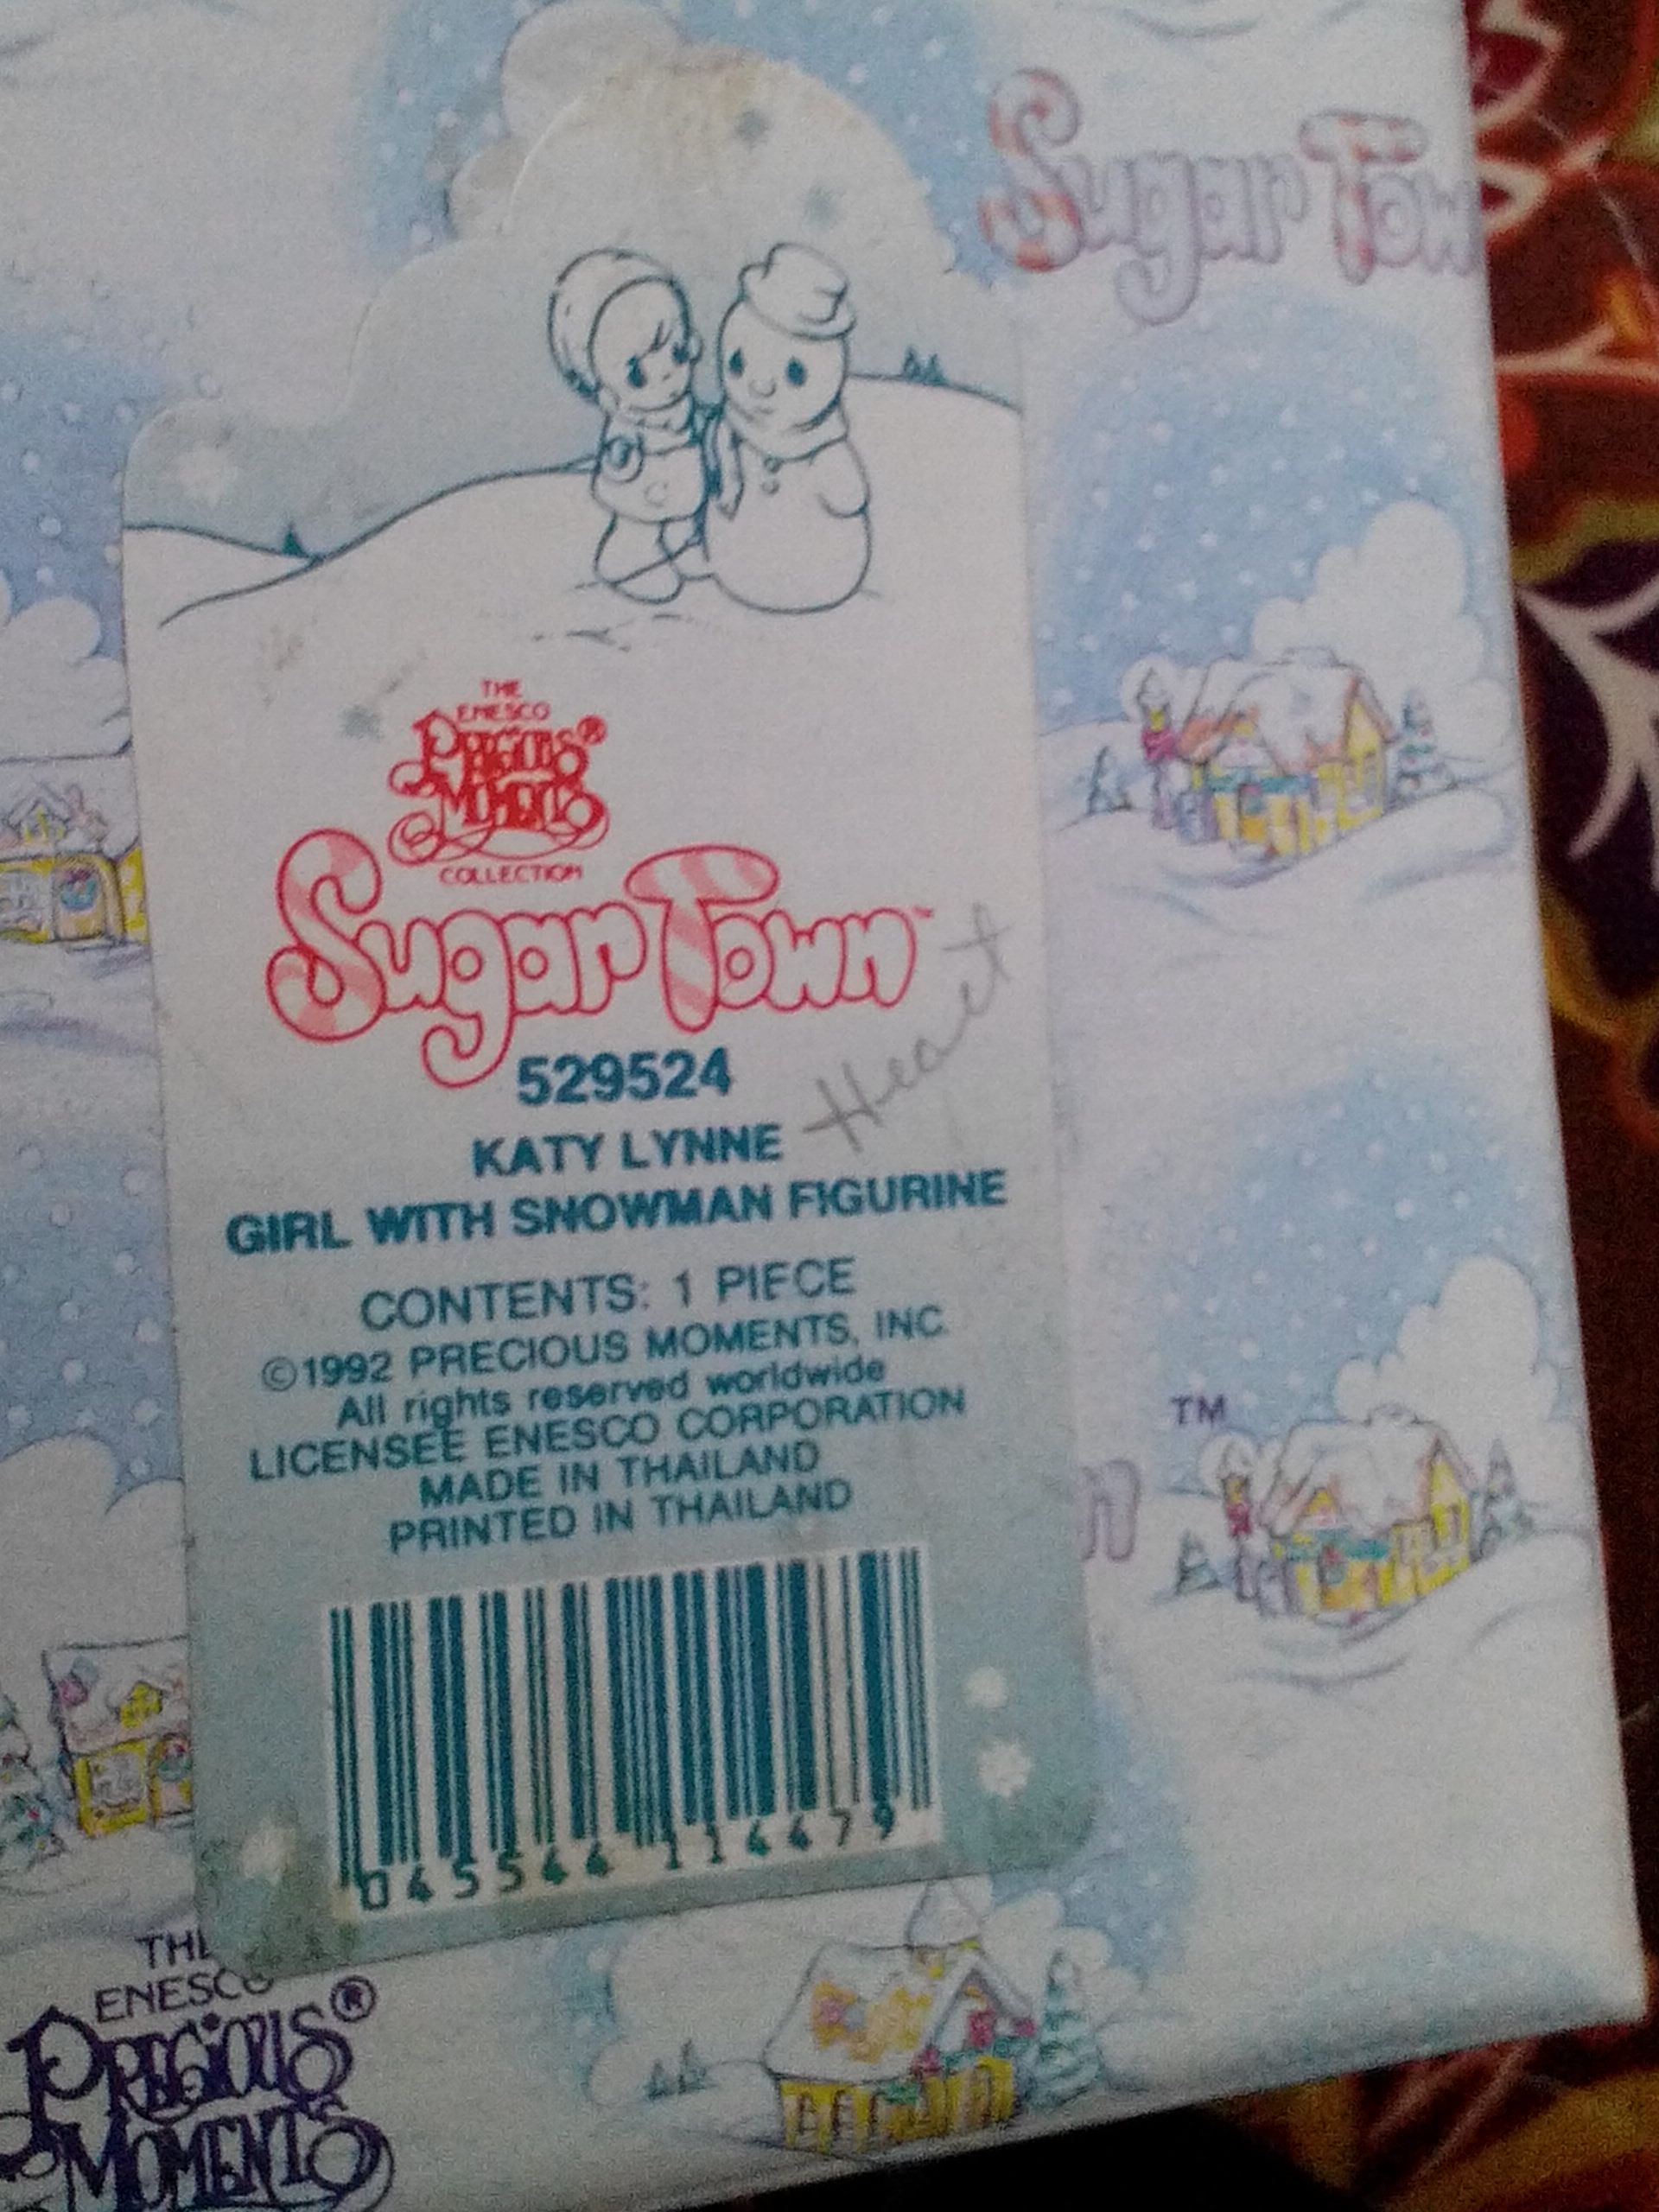 Sugar Town
THE
ENESCO
PRECIOUS®
MOMENTS
COLLECTION
Sugar Town™
Heart
529524
KATY LYNNE
GIRL WITH SNOWMAN FIGURINE
CONTENTS: 1 PIECE
©1992 PRECIOUS MOMENTS, INC.
All rights reserved worldwide
LICENSEE ENESCO CORPORATION
MADE IN THAILAND
PRINTED IN THAILAND
0 45544 11447 9
TM
n
THE
ENESCO
PRECIOUS®
MOMENTS